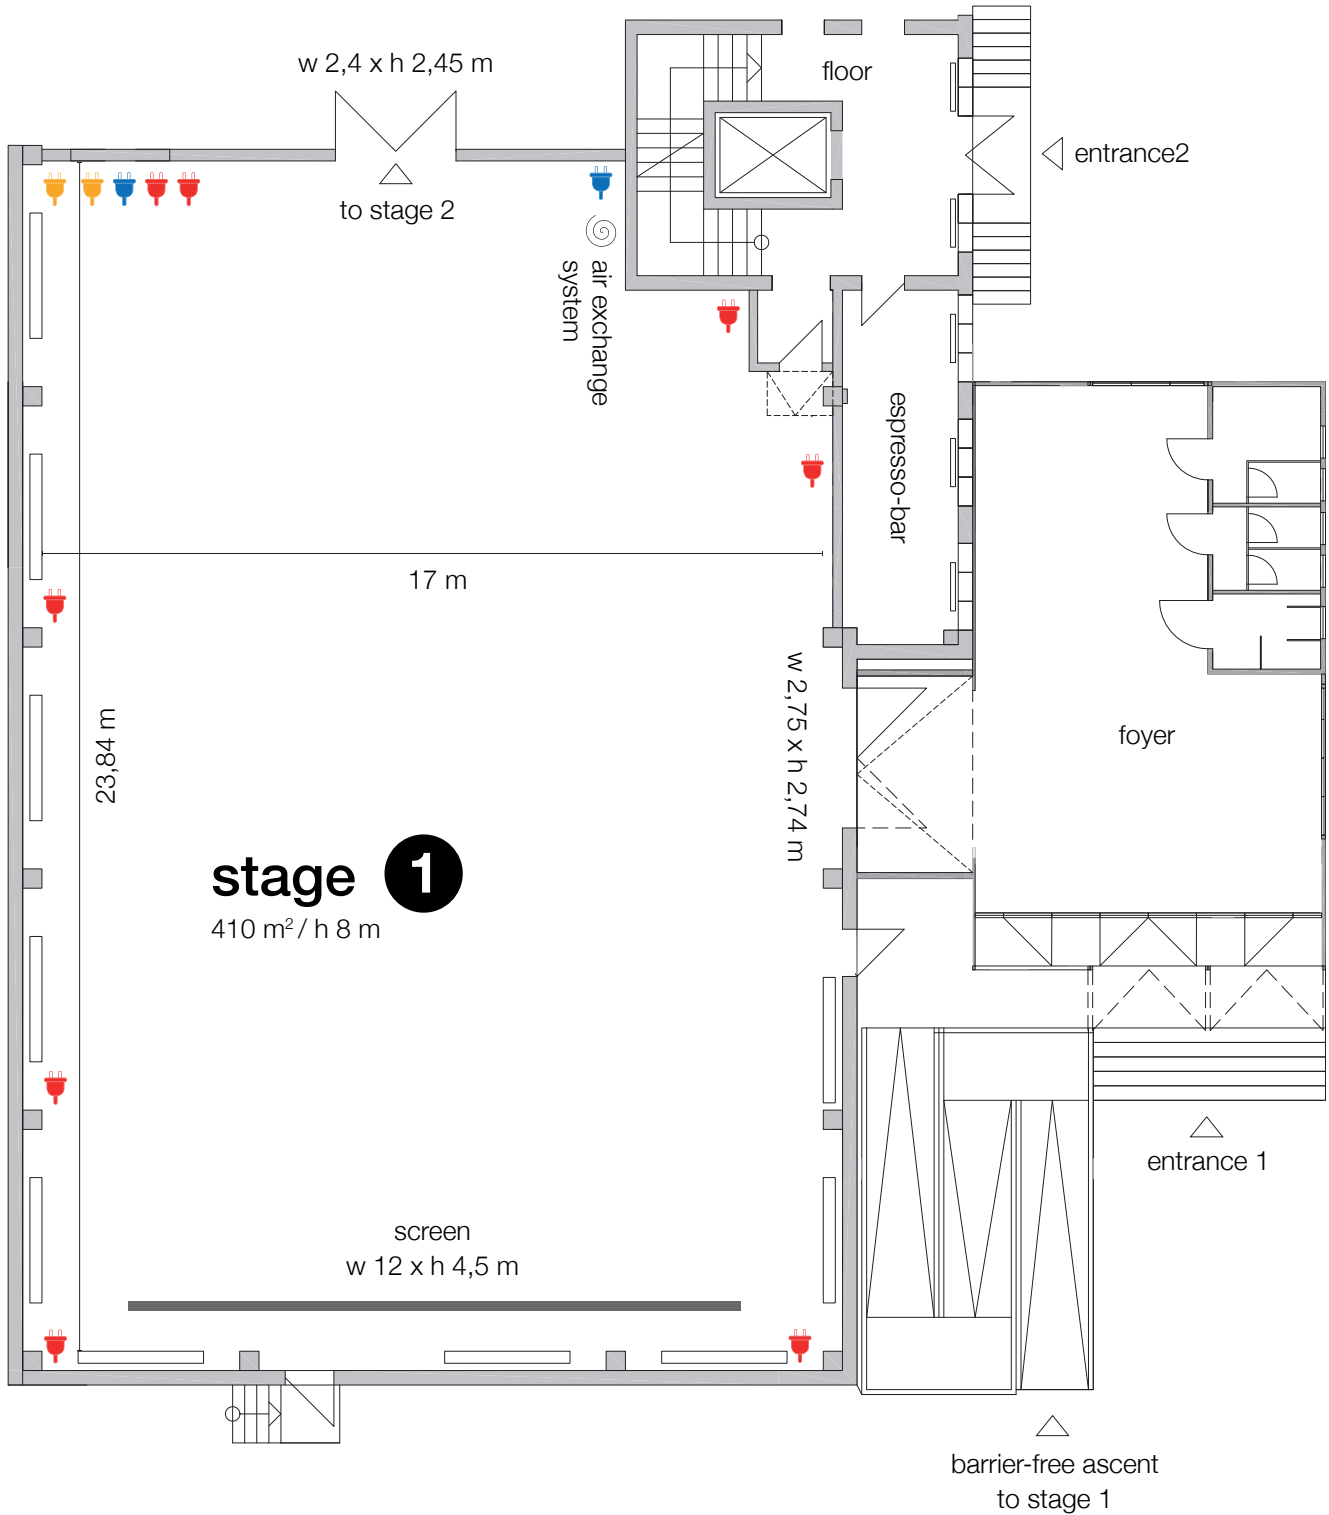 w 2,4 x h 2,45 m
floor
entrance2
to stage 2
air exchange
system
espresso-bar
17 m
w 2,75 x h 2,74 m
23,84 m
foyer
stage 1
410 m² / h 8 m
entrance 1
screen
w 12 x h 4,5 m
barrier-free ascent
to stage 1